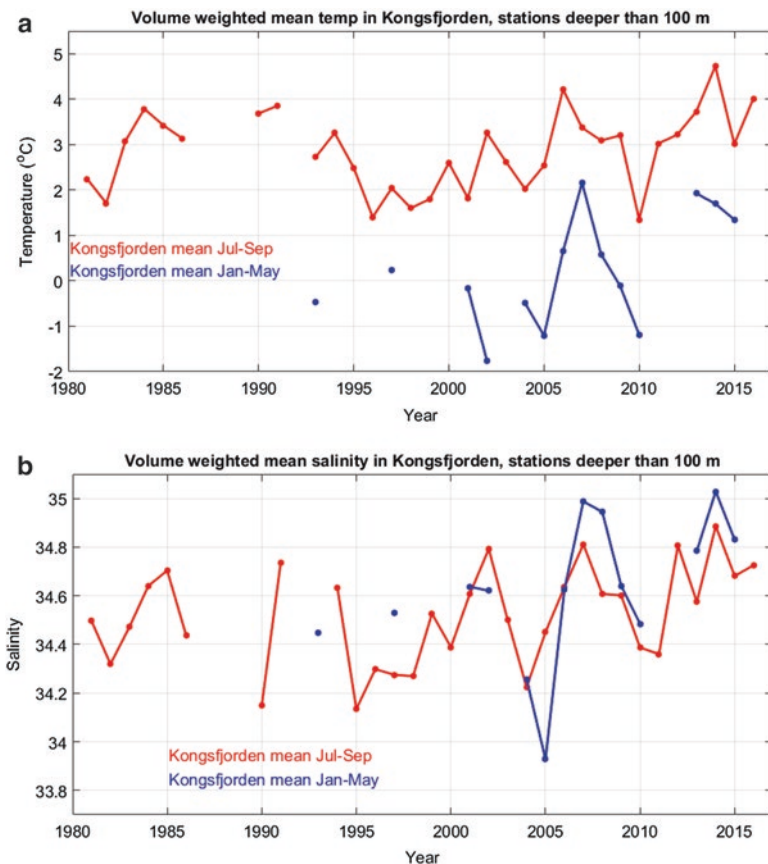 a
Volume weighted mean temp in Kongsfjorden, stations deeper than 100 m
5
4
3
2
1
0
-1
-2
Temperature (°C)
Kongsfjorden mean Jul-Sep
Kongsfjorden mean Jan-May
1980 1985 1990 1995 2000 2005 2010 2015
Year
b
Volume weighted mean salinity in Kongsfjorden, stations deeper than 100 m
35
34.8
34.6
34.4
34.2
34
33.8
Salinity
Kongsfjorden mean Jul-Sep
Kongsfjorden mean Jan-May
1980 1985 1990 1995 2000 2005 2010 2015
Year